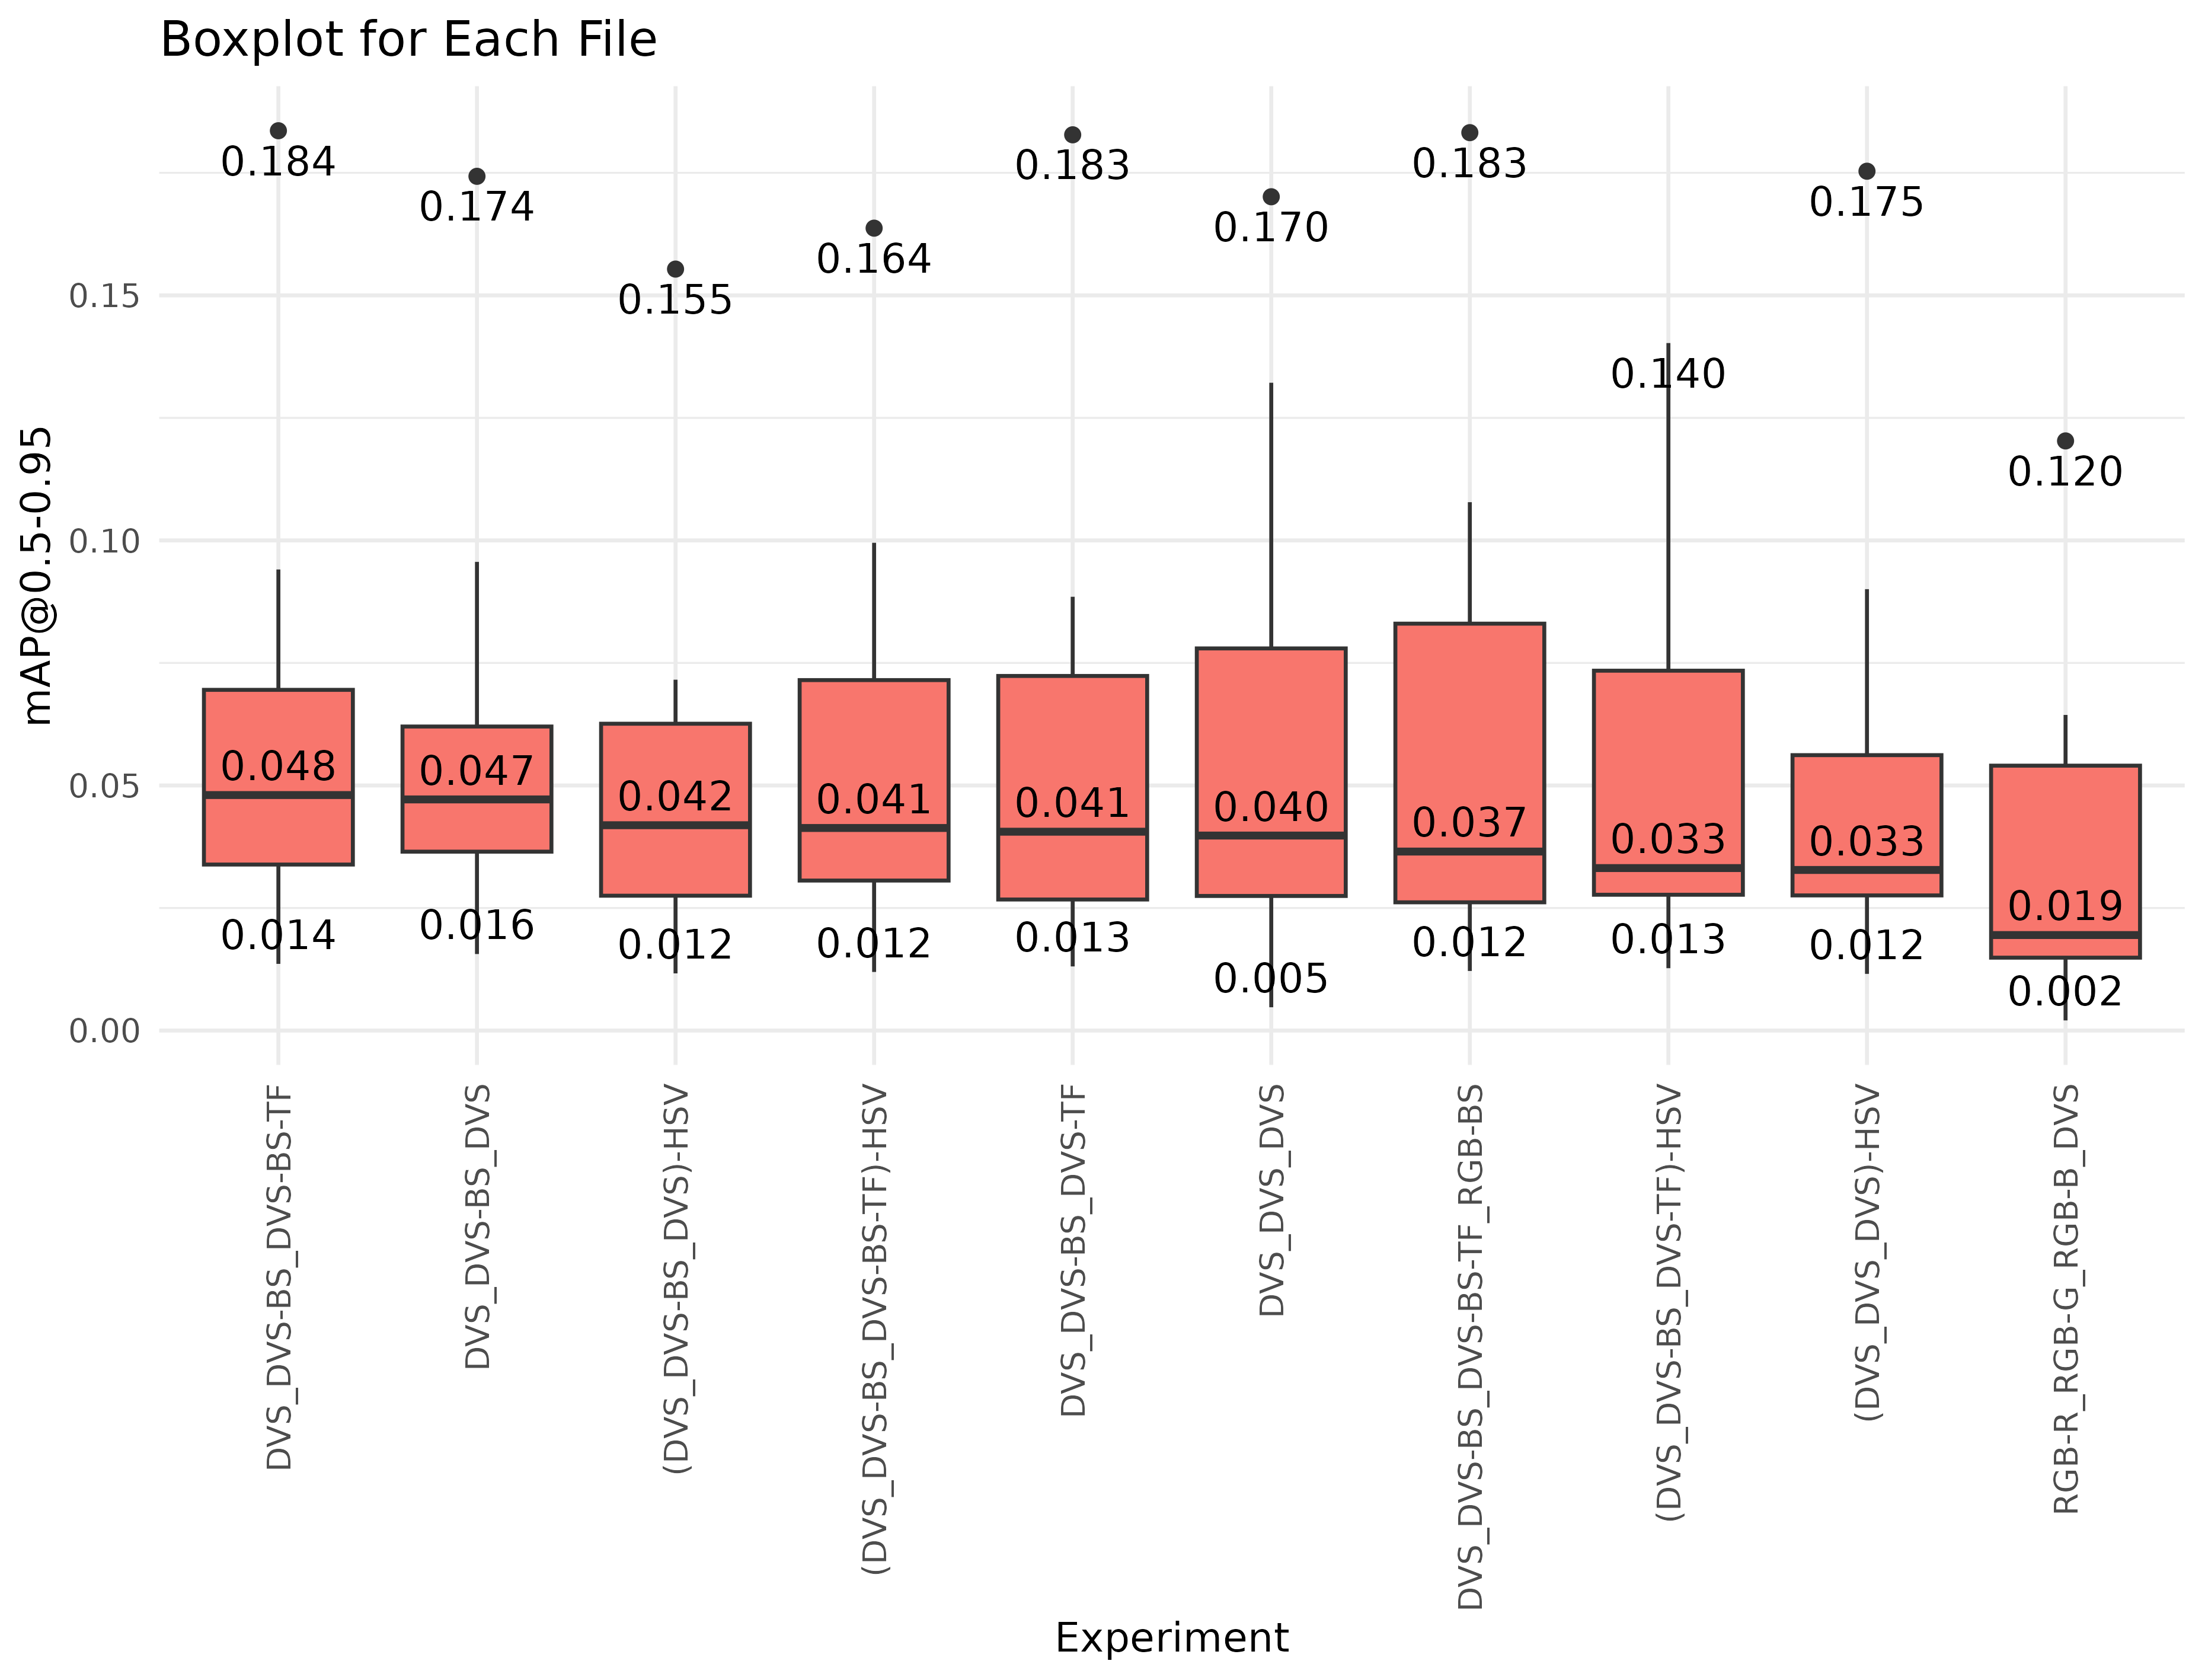 Boxplot for Each File
mAP@0.5-0.95
0.15
0.10
0.05
0.00
0.184
0.174
0.155
0.164
0.183
0.170
0.183
0.140
0.175
0.120
0.048
0.047
0.042
0.041
0.041
0.040
0.037
0.033
0.033
0.019
0.014
0.016
0.012
0.012
0.013
0.005
0.012
0.013
0.012
0.002
DVS_DVS-BS_DVS-BS-TF
DVS_DVS-BS_DVS
(DVS_DVS-BS_DVS)-HSV
(DVS_DVS-BS_DVS-BS-TF)-HSV
DVS_DVS-BS_DVS-TF
DVS_DVS_DVS
DVS_DVS-BS_DVS-BS-TF_RGB-BS
(DVS_DVS-BS_DVS-TF)-HSV
(DVS_DVS_DVS)-HSV
RGB-R_RGB-G_RGB-B_DVS
Experiment